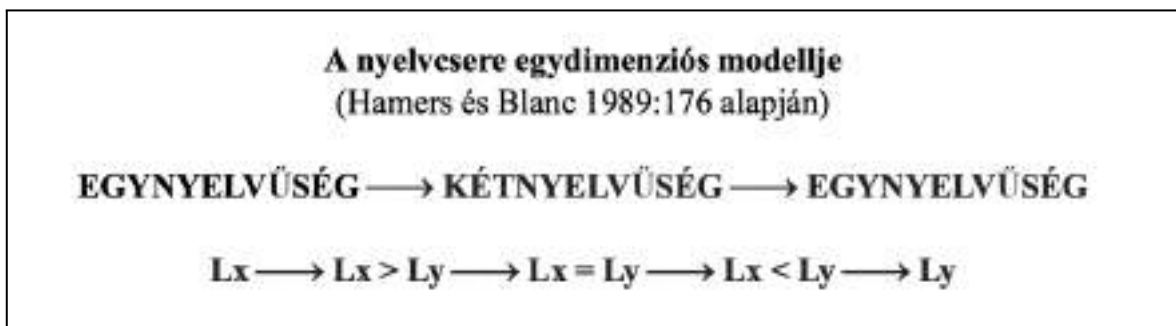 A nyelvcsere egydimenziós modellje
(Hamers és Blanc 1989:176 alapján)
EGYNYELVŰSÉG ⟶ KÉTNYELVŰSÉG ⟶ EGYNYELVŰSÉG
Lx ⟶ Lx > Ly ⟶ Lx = Ly ⟶ Lx < Ly ⟶ Ly